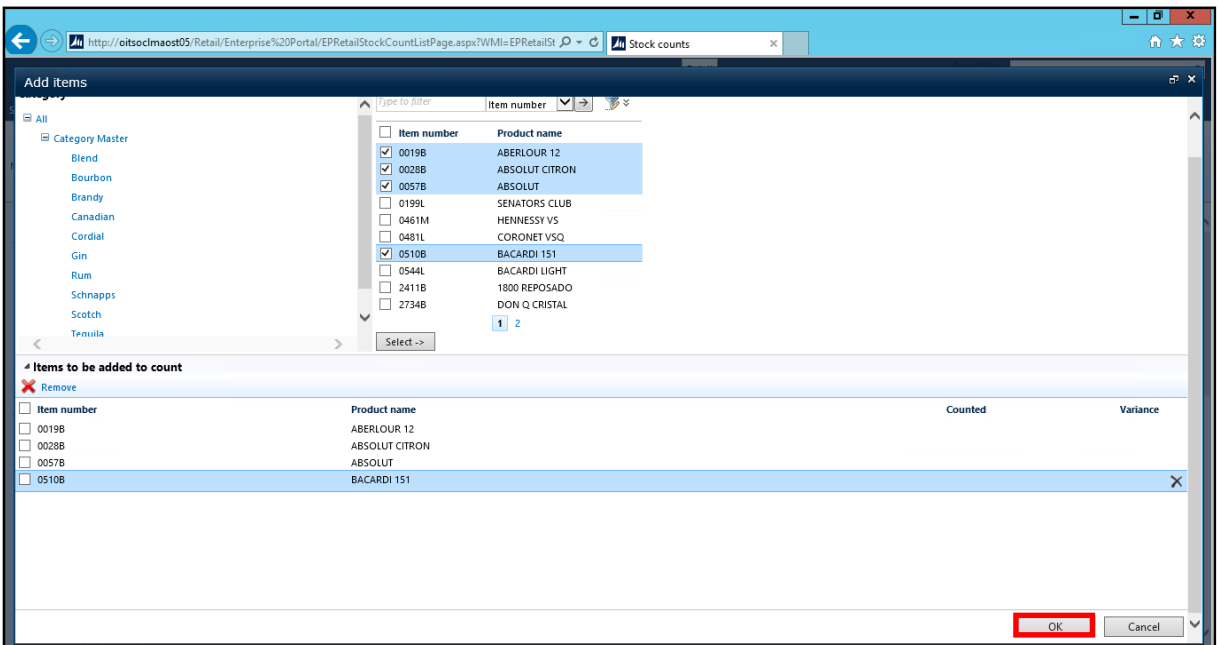 http://oitsoclmaost05/Retail/Enterprise%20Portal/EPRetailStockCountListPage.aspx?WMI=EPRetailSt
Stock counts
Add items
Category
All
Category Master
Blend
Bourbon
Brandy
Canadian
Cordial
Gin
Rum
Schnapps
Scotch
Tequila
Type to filter Item number
Item number Product name
0019B ABERLOUR 12
0028B ABSOLUT CITRON
0057B ABSOLUT
0199L SENATORS CLUB
0461M HENNESSY VS
0481L CORONET VSQ
0510B BACARDI 151
0544L BACARDI LIGHT
2411B 1800 REPOSADO
2734B DON Q CRISTAL
1 2
Select ->
Items to be added to count
Remove
Item number Product name Counted Variance
0019B ABERLOUR 12
0028B ABSOLUT CITRON
0057B ABSOLUT
0510B BACARDI 151
OK Cancel